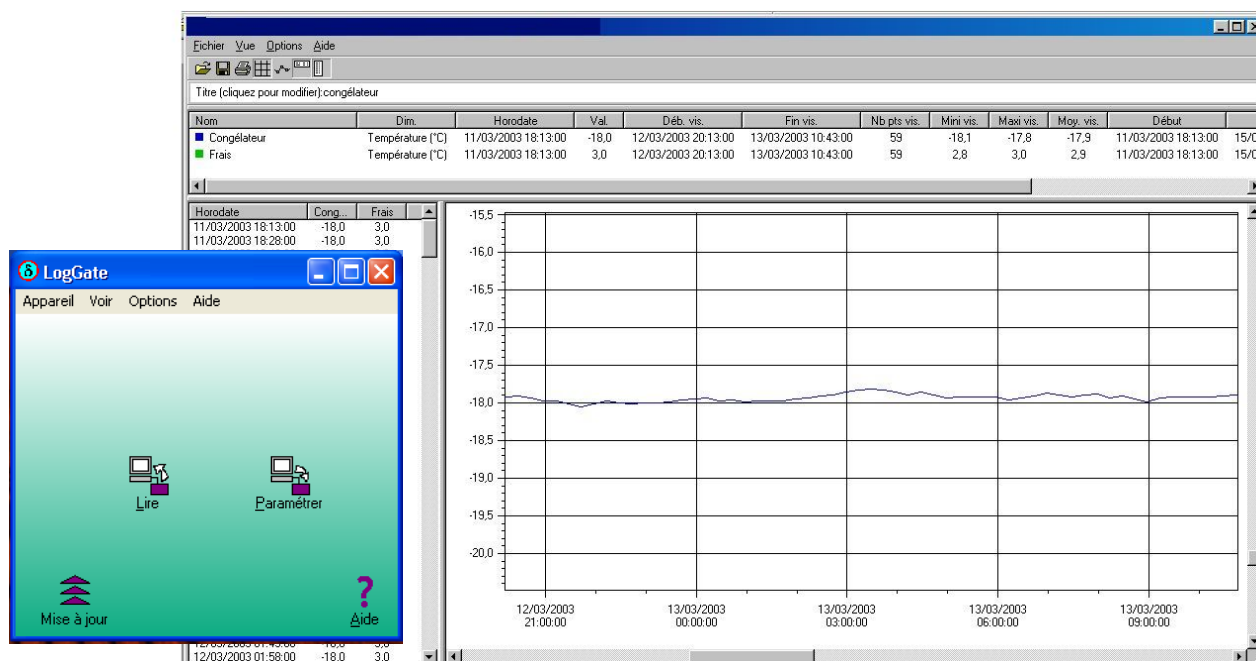 Fichier Vue Options Aide
Titre (cliquez pour modifier):congélateur
Nom Dim. Horodate Val. Déb. vis. Fin vis. Nb pts vis. Mini vis. Maxi vis. Moy. vis. Début
Congélateur Température (°C) 11/03/2003 18:13:00 -18,0 12/03/2003 20:13:00 13/03/2003 10:43:00 59 -18,1 -17,8 -17,9 11/03/2003 18:13:00 15/0
Frais Température (°C) 11/03/2003 18:13:00 3,0 12/03/2003 20:13:00 13/03/2003 10:43:00 59 2,8 3,0 2,9 11/03/2003 18:13:00 15/0
Horodate Cong... Frais
11/03/2003 18:13:00 -18,0 3,0
11/03/2003 18:28:00 -18,0 3,0
12/03/2003 01:58:00 -18,0 3,0
δ LogGate
Appareil Voir Options Aide
Lire Paramétrer
?
Mise à jour Aide
-15,5
-16,0
-16,5
-17,0
-17,5
-18,0
-18,5
-19,0
-19,5
-20,0
12/03/2003 13/03/2003 13/03/2003 13/03/2003 13/03/2003
21:00:00 00:00:00 03:00:00 06:00:00 09:00:00